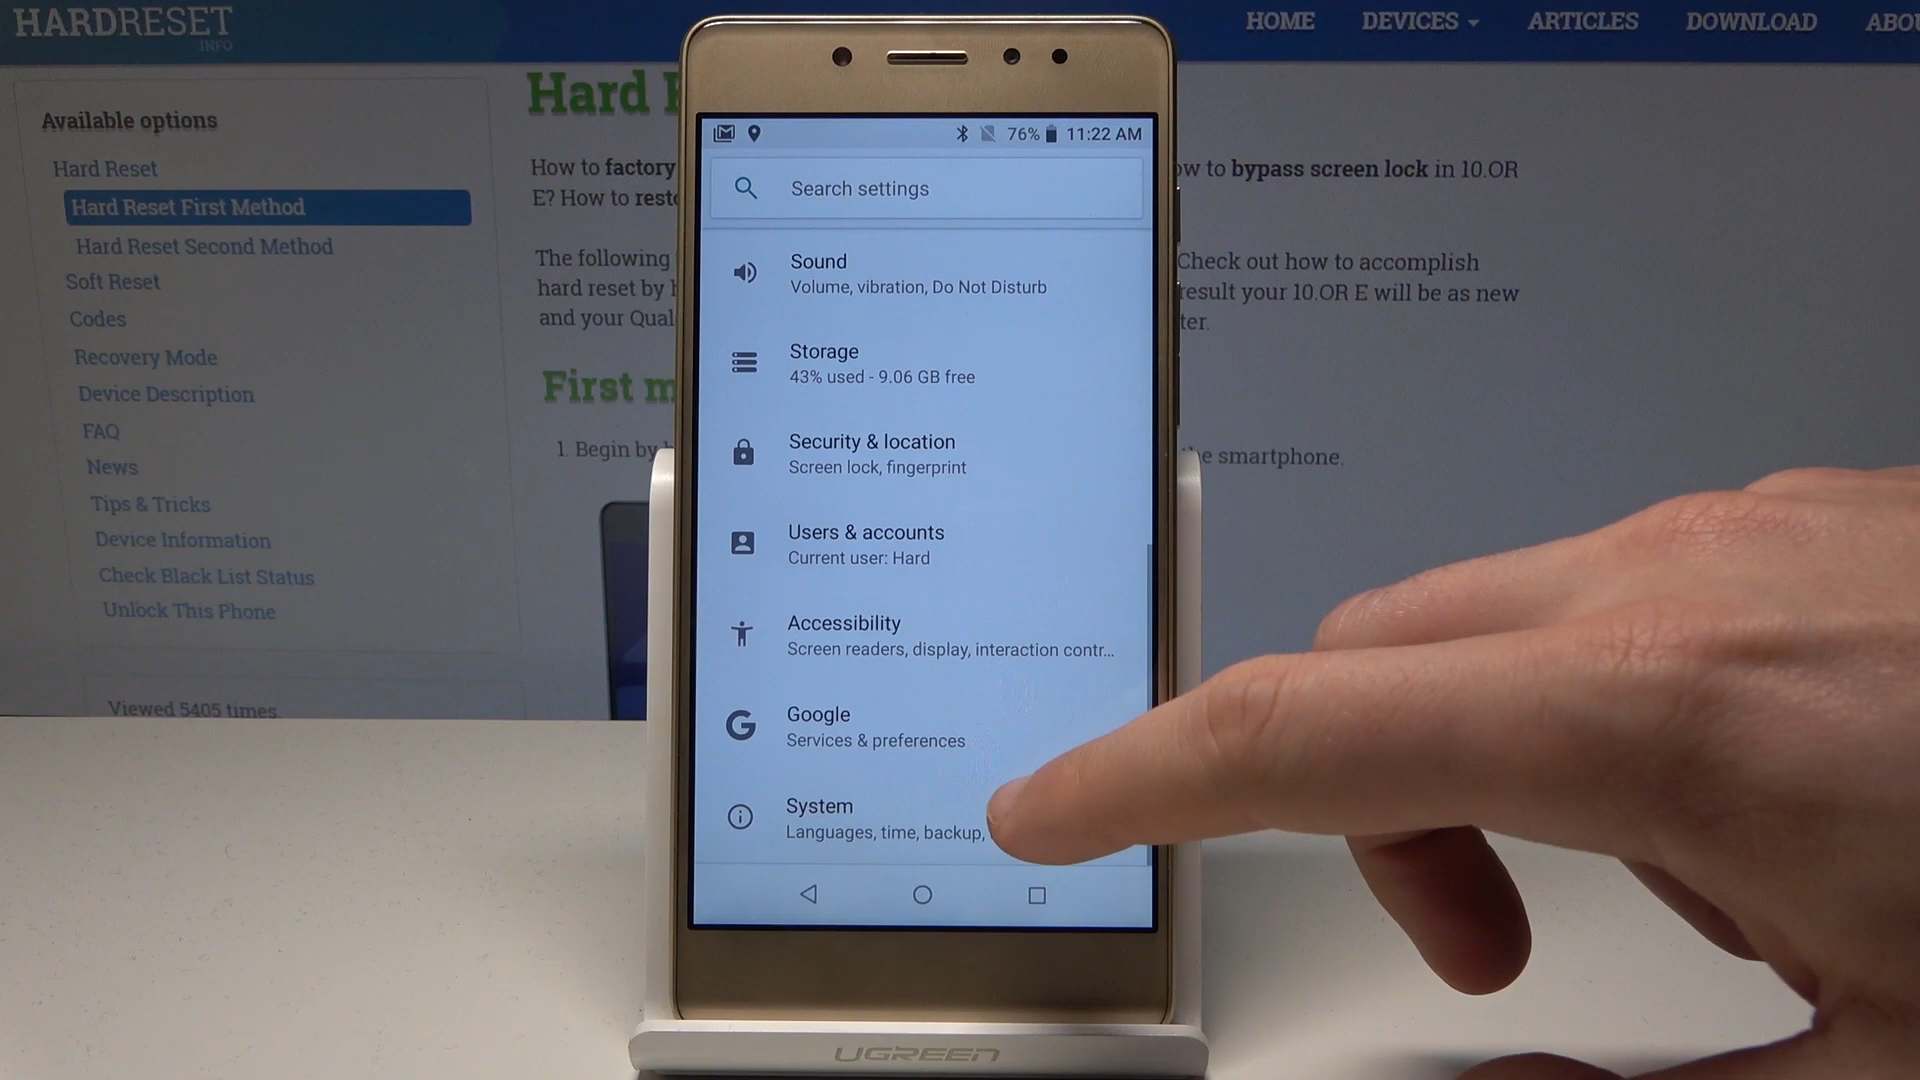 HARDRESET
INFO
HOME DEVICES ARTICLES DOWNLOAD
Available options
Hard Reset
Hard Reset First Method
Hard Reset Second Method
Soft Reset
Codes
Recovery Mode
Device Description
FAQ
News
Tips & Tricks
Device Information
Check Black List Status
Unlock This Phone
Viewed 5405 times
Hard
How to factory
E? How to
The following
hard reset by
and your
First
1. Begin by
to bypass screen lock in 10.OR
Check out how to accomplish
result your 10.OR E will be as new
smartphone.
76% 11:22 AM
Search settings
Sound
Volume, vibration, Do Not Disturb
Storage
43% used - 9.06 GB free
Security & location
Screen lock, fingerprint
Users & accounts
Current user: Hard
Accessibility
Screen readers, display, interaction contr...
Google
Services & preferences
System
Languages, time, backup,
UGREEN